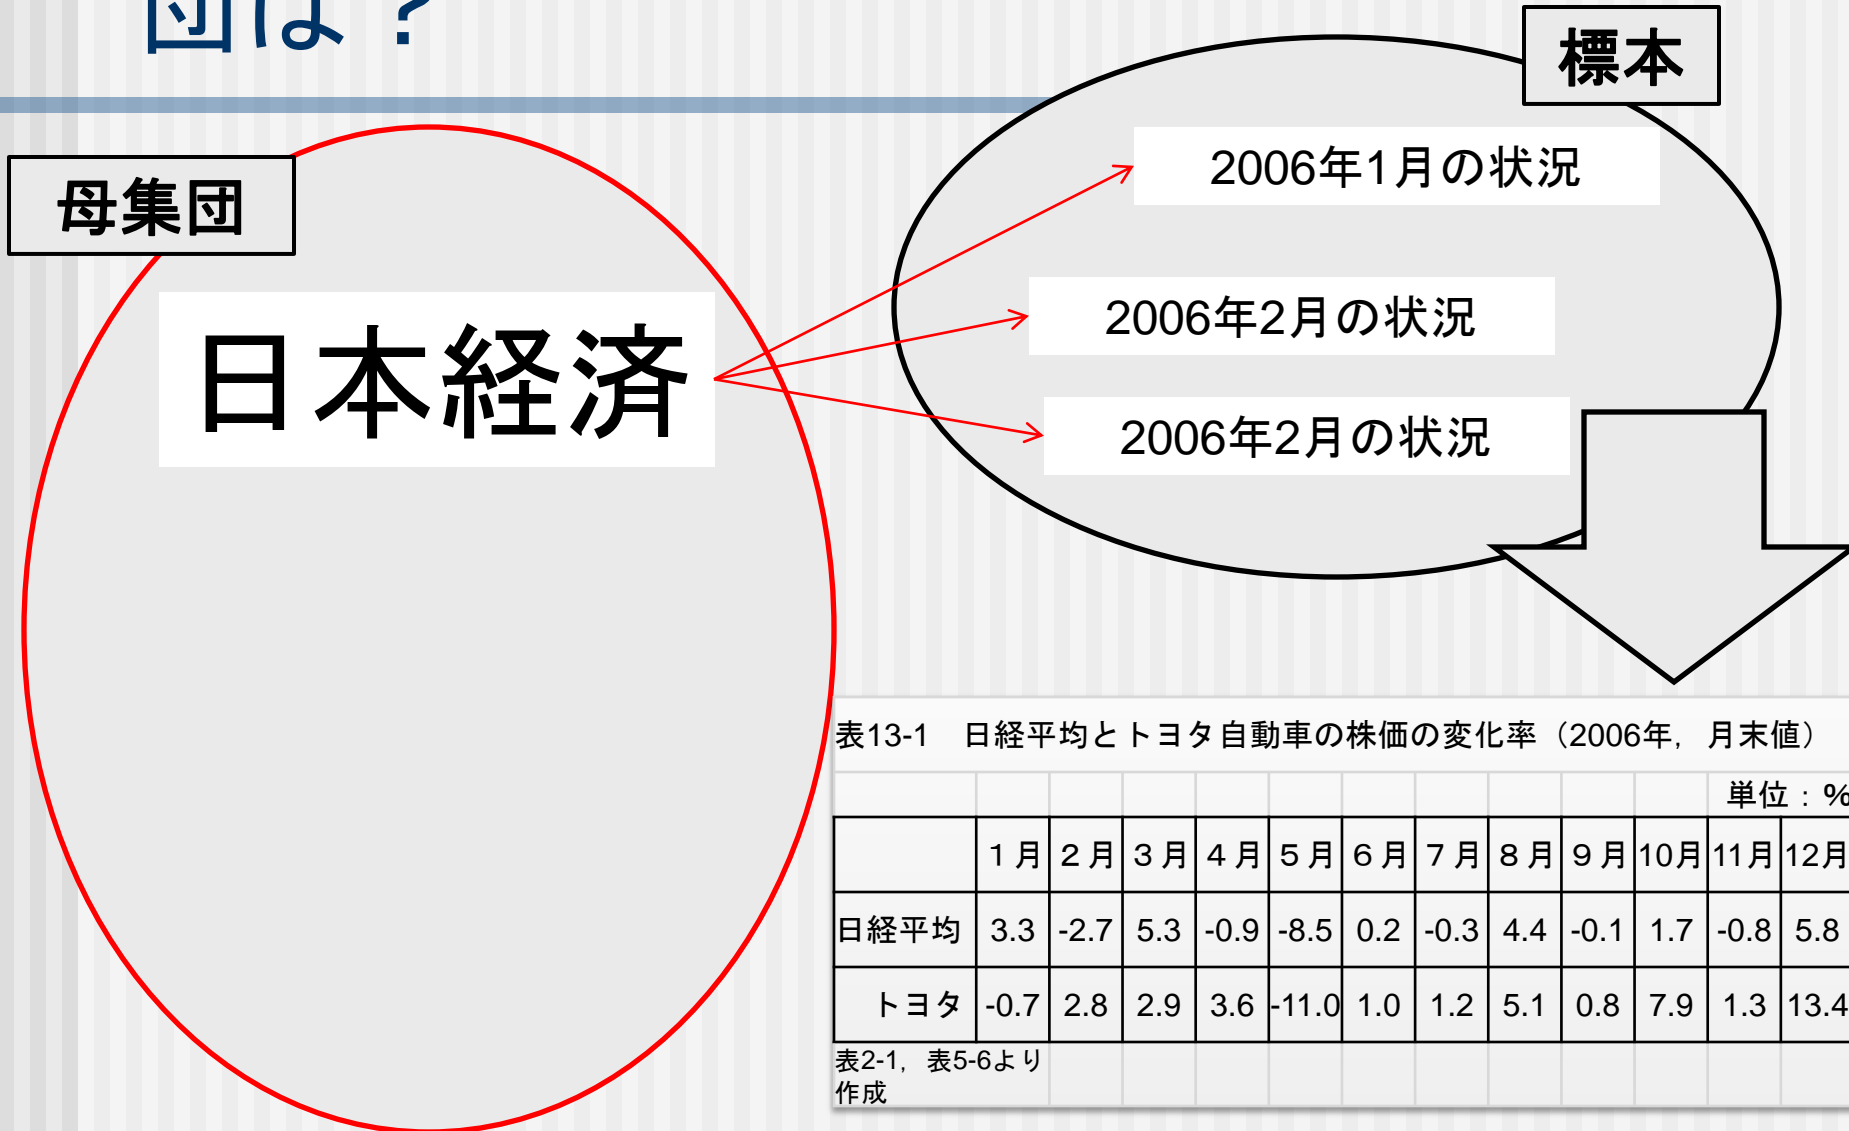 団は？
標本
母集団
日本経済
2006年1月の状況
2006年2月の状況
2006年2月の状況
表13-1 日経平均とトヨタ自動車の株価の変化率（2006年，月末値）
単位：%
1月 2月 3月 4月 5月 6月 7月 8月 9月 10月 11月 12月
日経平均 3.3 -2.7 5.3 -0.9 -8.5 0.2 -0.3 4.4 -0.1 1.7 -0.8 5.8
トヨタ -0.7 2.8 2.9 3.6 -11.0 1.0 1.2 5.1 0.8 7.9 1.3 13.4
表2-1，表5-6より
作成